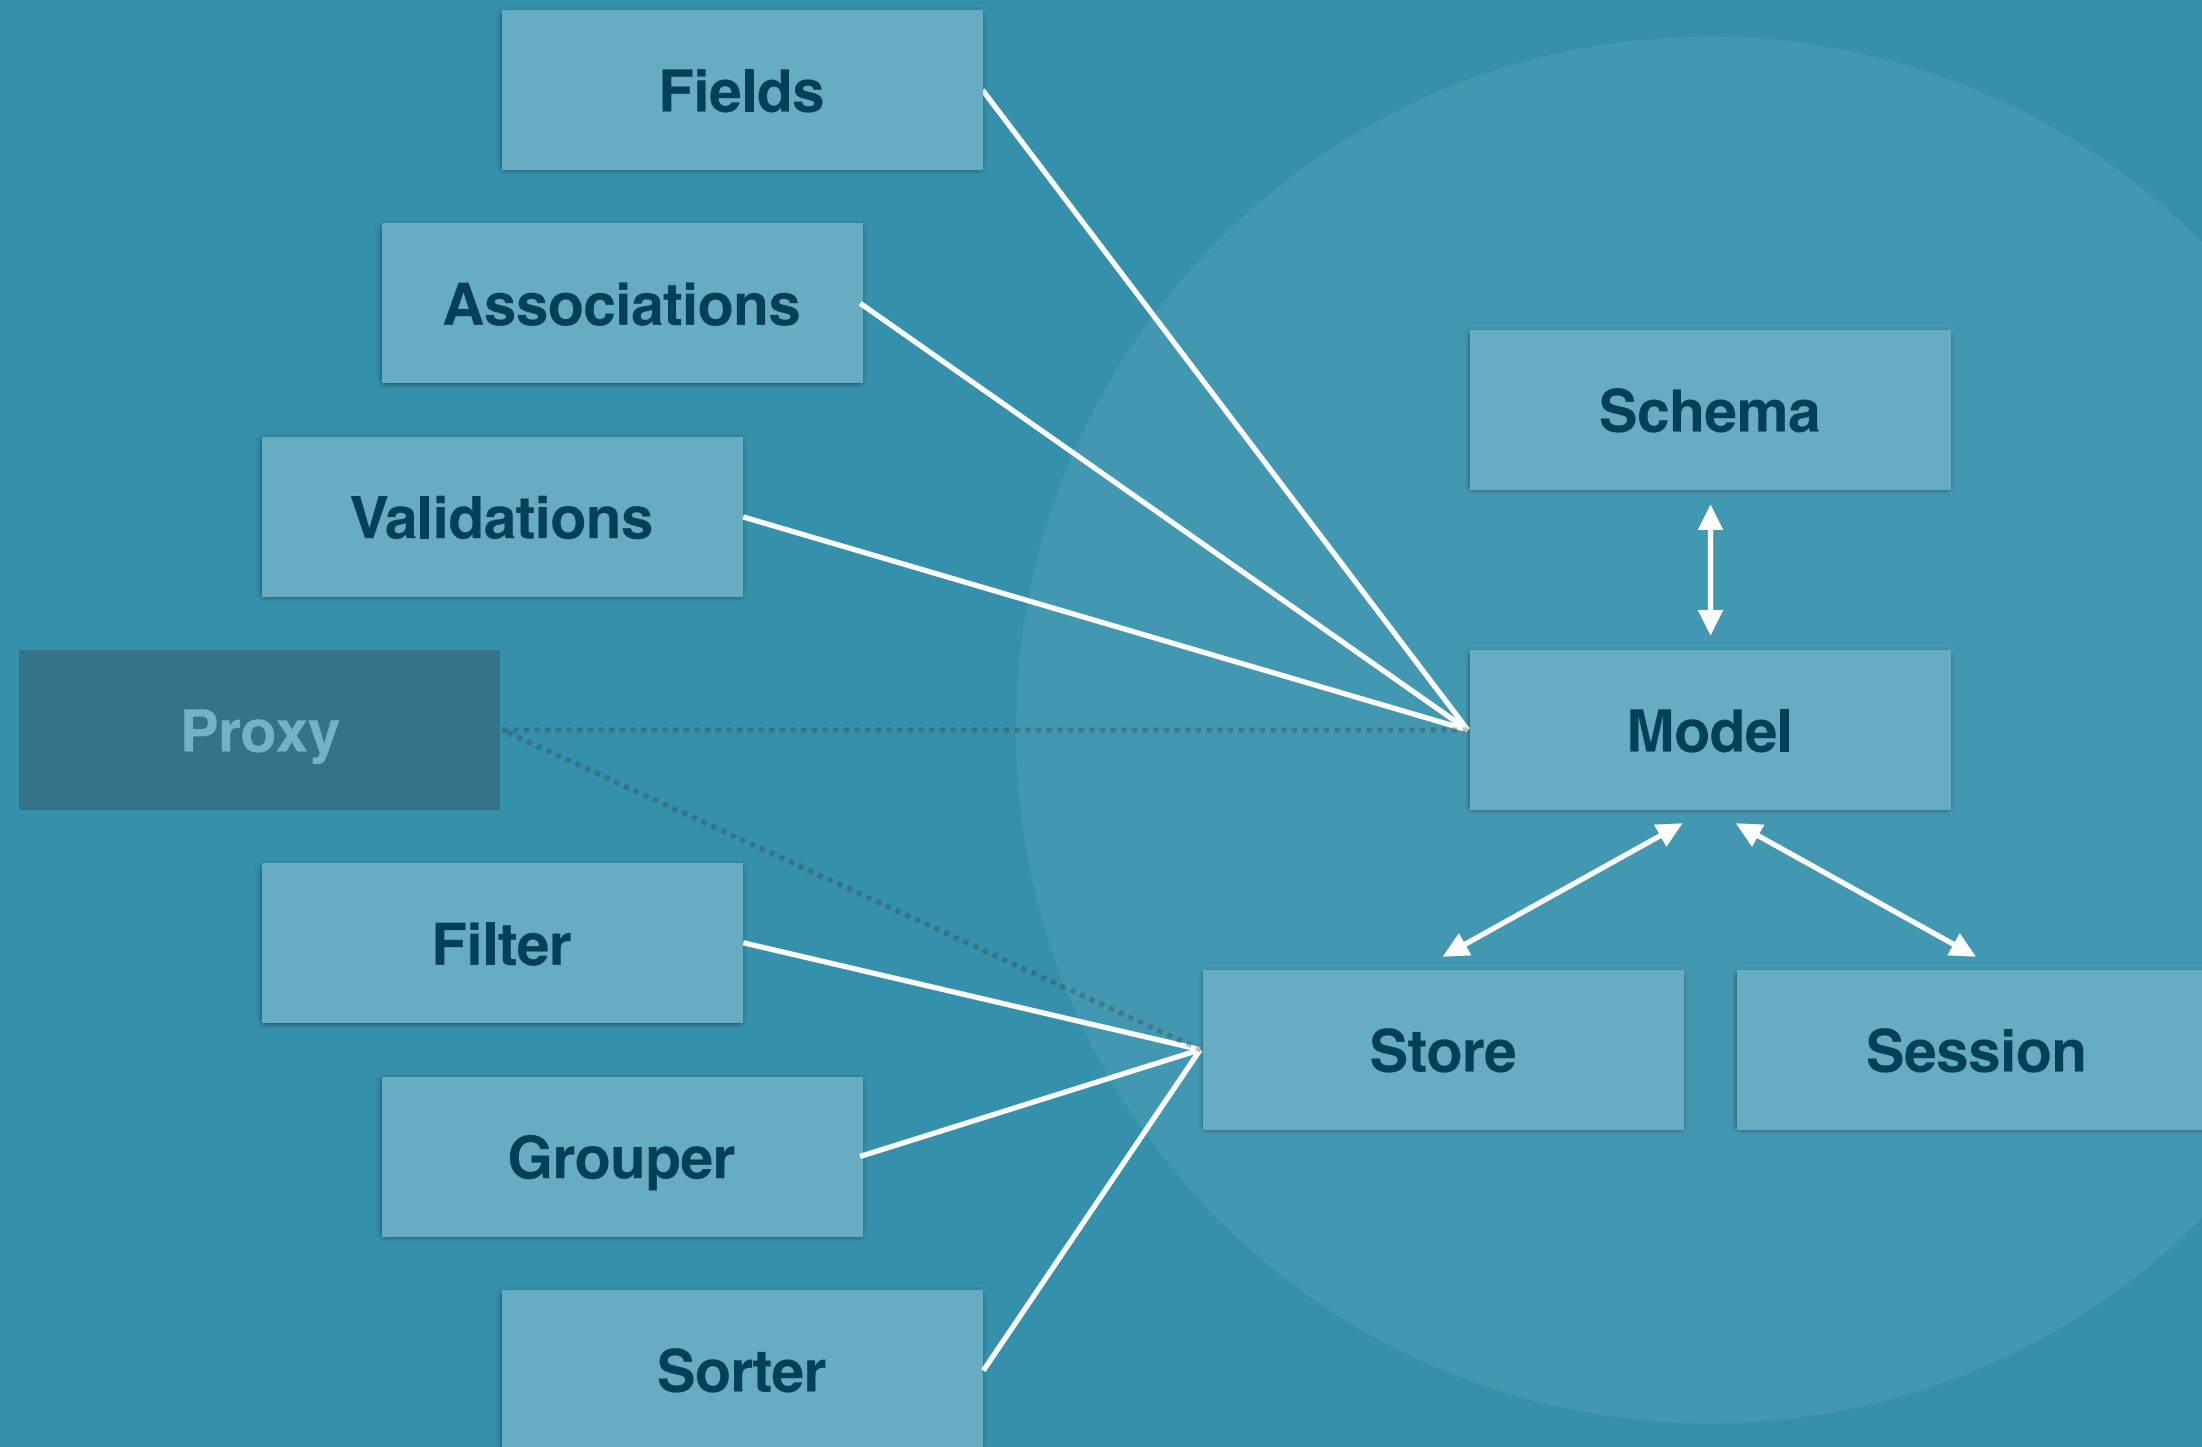 Fields
Associations
Schema
Validations
Proxy
Model
Filter
Store
Session
Grouper
Sorter